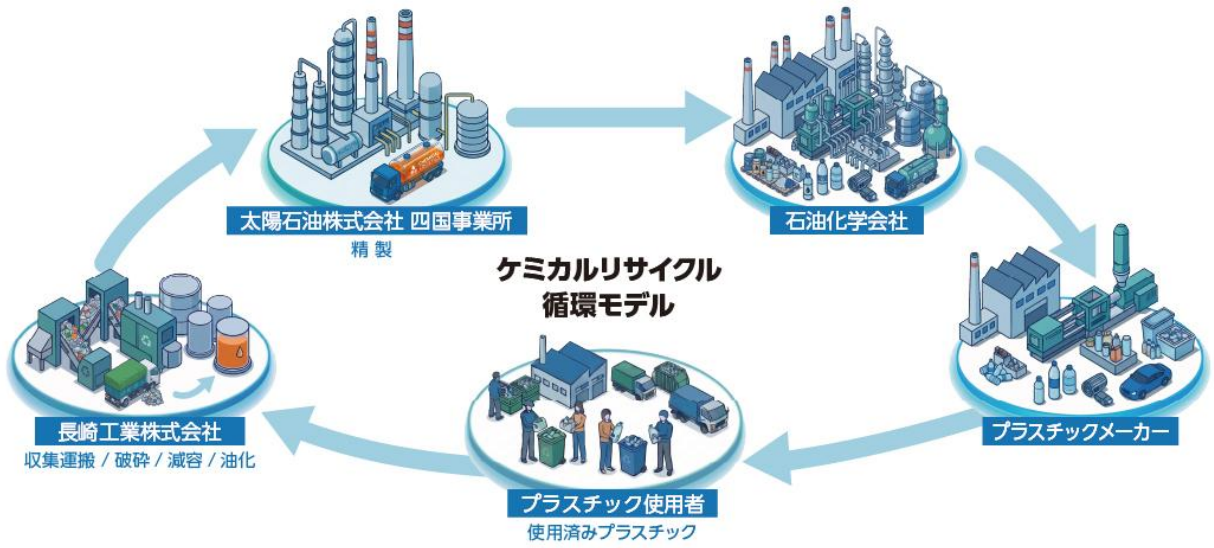 太陽石油株式会社 四国事業所
精製
石油化学会社
ケミカルリサイクル
循環モデル
プラスチックメーカー
長崎工業株式会社
収集運搬 / 破砕 / 減容 / 油化
プラスチック使用者
使用済みプラスチック